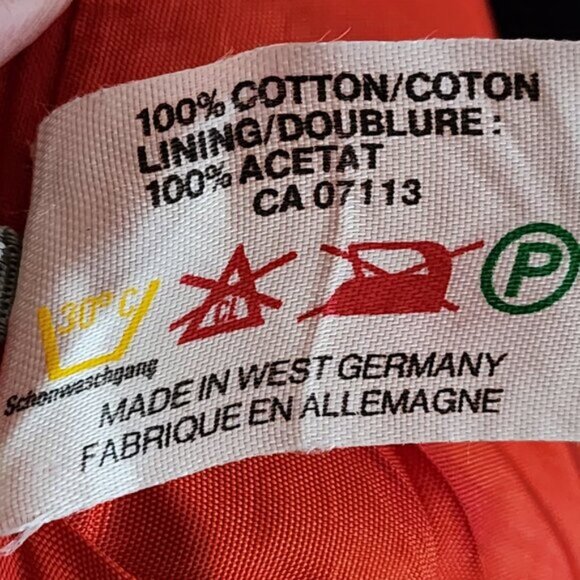 100% COTTON/COTON
LINING/DOUBLURE:
100% ACETAT
CA 07113
30° C CL P
Schonwaschgang
MADE IN WEST GERMANY
FABRIQUE EN ALLEMAGNE